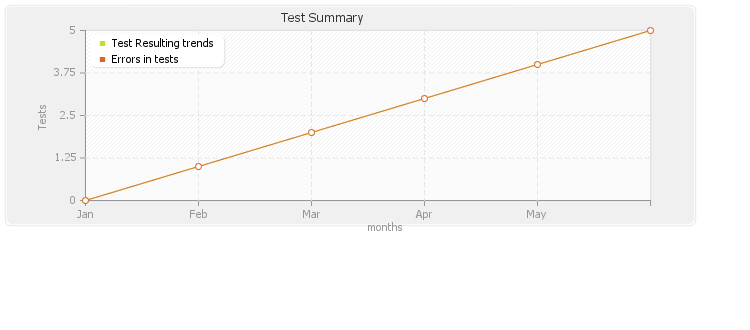 Test Summary
Test Resulting trends
Errors in tests
5
3.75
2.5
1.25
0
Tests
Jan Feb Mar Apr May
months